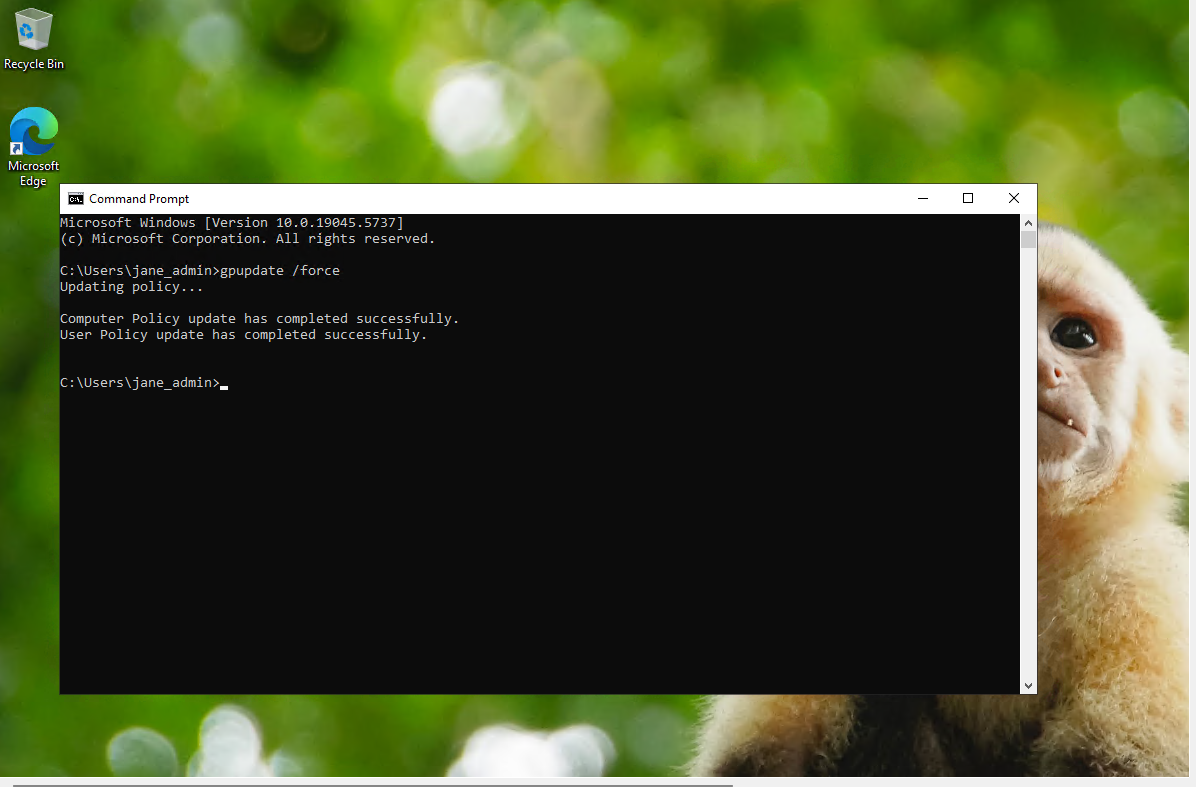 Recycle Bin
Microsoft
Edge
Command Prompt
Microsoft Windows [Version 10.0.19045.5737]
(c) Microsoft Corporation. All rights reserved.
C:\Users\jane_admin>gpupdate /force
Updating policy...
Computer Policy update has completed successfully.
User Policy update has completed successfully.
C:\Users\jane_admin>